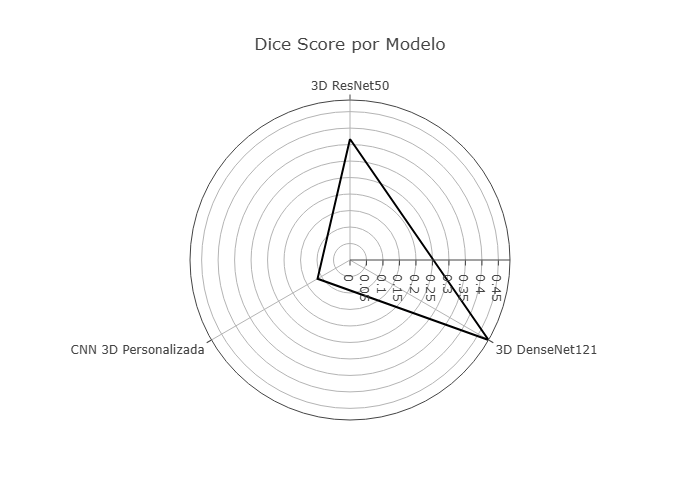 Dice Score por Modelo
3D ResNet50
0
0.05
0.1
0.15
0.2
0.25
0.3
0.35
0.4
0.45
CNN 3D Personalizada
3D DenseNet121